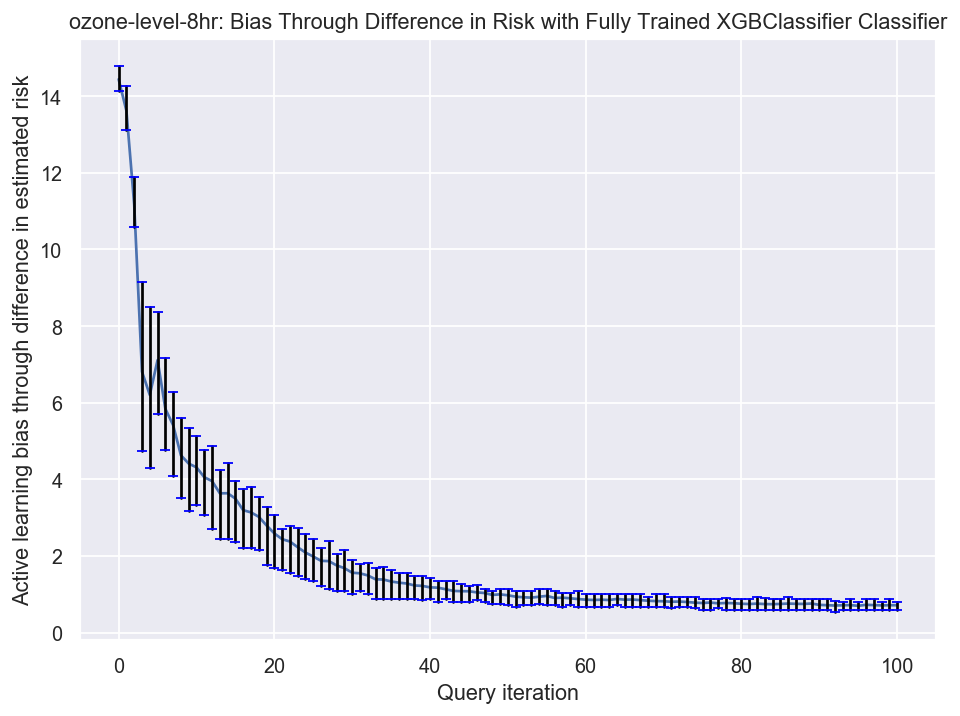 ozone-level-8hr: Bias Through Difference in Risk with Fully Trained XGBClassifier Classifier
Active learning bias through difference in estimated risk
14
12
10
8
6
4
2
0
0 20 40 60 80 100
Query iteration